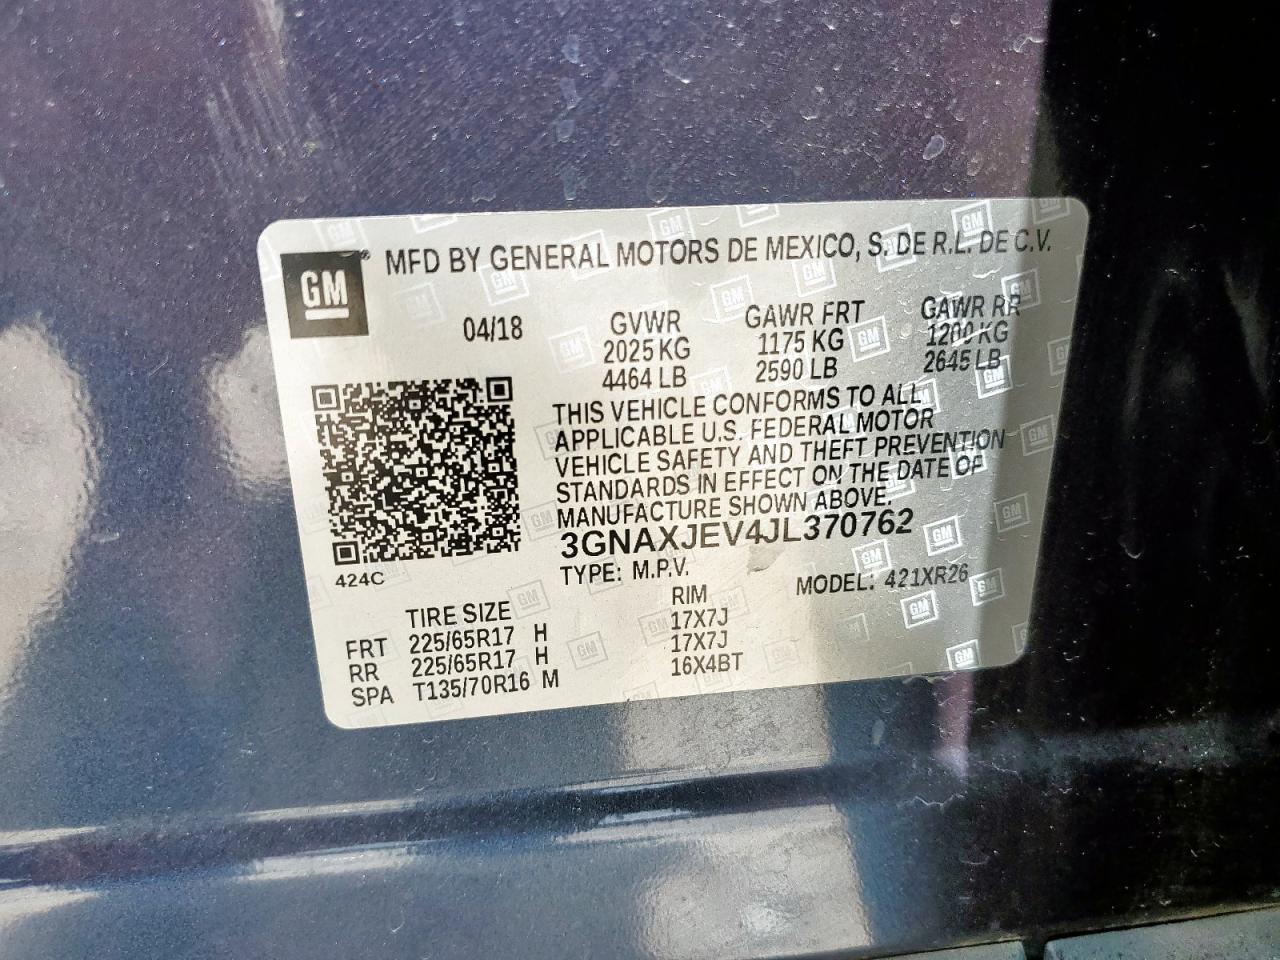 GM MFD BY GENERAL MOTORS DE MEXICO, S. DE R.L. DE C.V.
04/18
GVWR GAWR FRT GAWR RR
2025 KG 1175 KG 1200 KG
4464 LB 2590 LB 2645 LB
THIS VEHICLE CONFORMS TO ALL
APPLICABLE U.S. FEDERAL MOTOR
VEHICLE SAFETY AND THEFT PREVENTION
STANDARDS IN EFFECT ON THE DATE OF
MANUFACTURE SHOWN ABOVE.
3GNAXJEV4JL370762
424C
TYPE: M.P.V. MODEL: 421XR26
TIRE SIZE RIM
FRT 225/65R17 H 17X7J
RR 225/65R17 H 17X7J
SPA T135/70R16 M 16X4BT